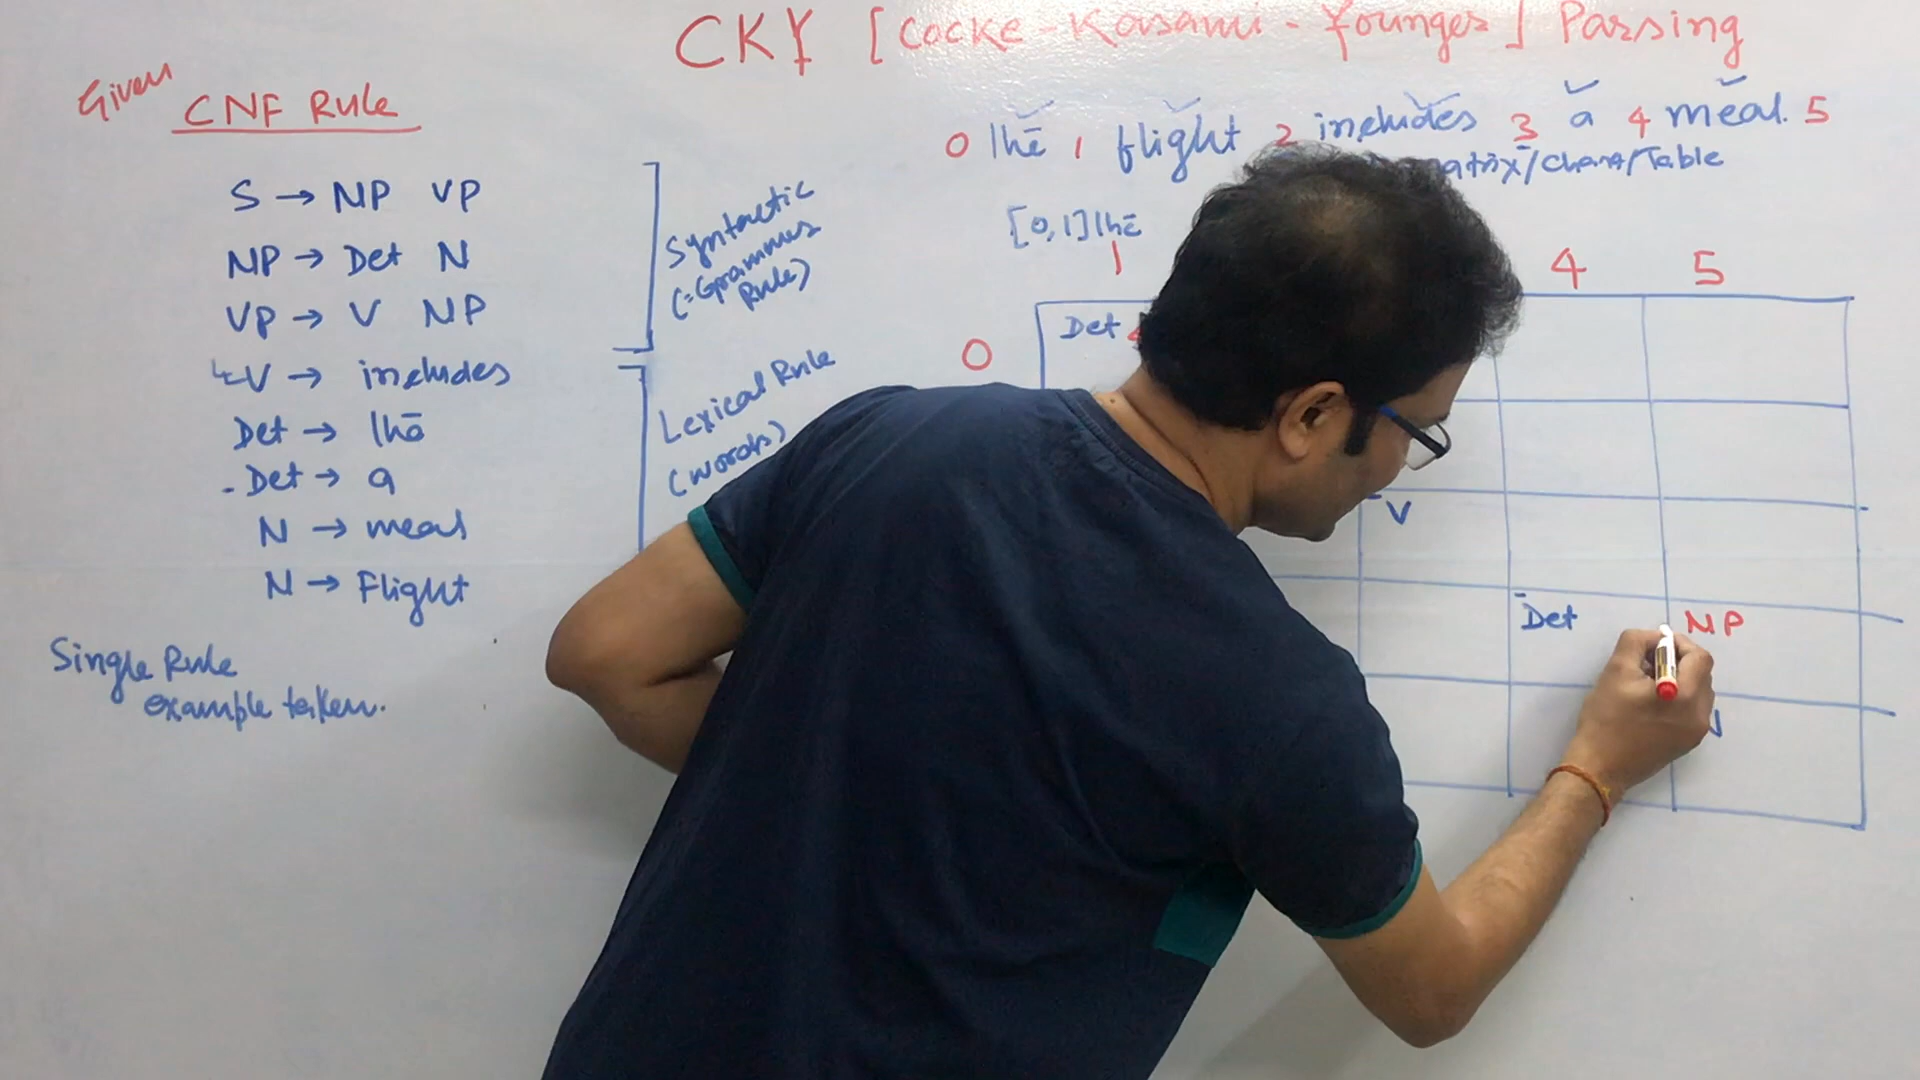 CKY [Cocke-Kasami-Younger] Parsing
Given
CNF Rule
0 The 1 flight 2 includes 3 a 4 meal. 5
matrix/chart/Table
S → NP VP
NP → Det N
VP → V NP
V → includes
Det → The
Det → a
N → meal
N → Flight
Syntactic
(=Grammar
Rule)
Lexical Rule
(words)
Single Rule
example taken.
[0,1] The
1 4 5
0 Det
V
Det NP